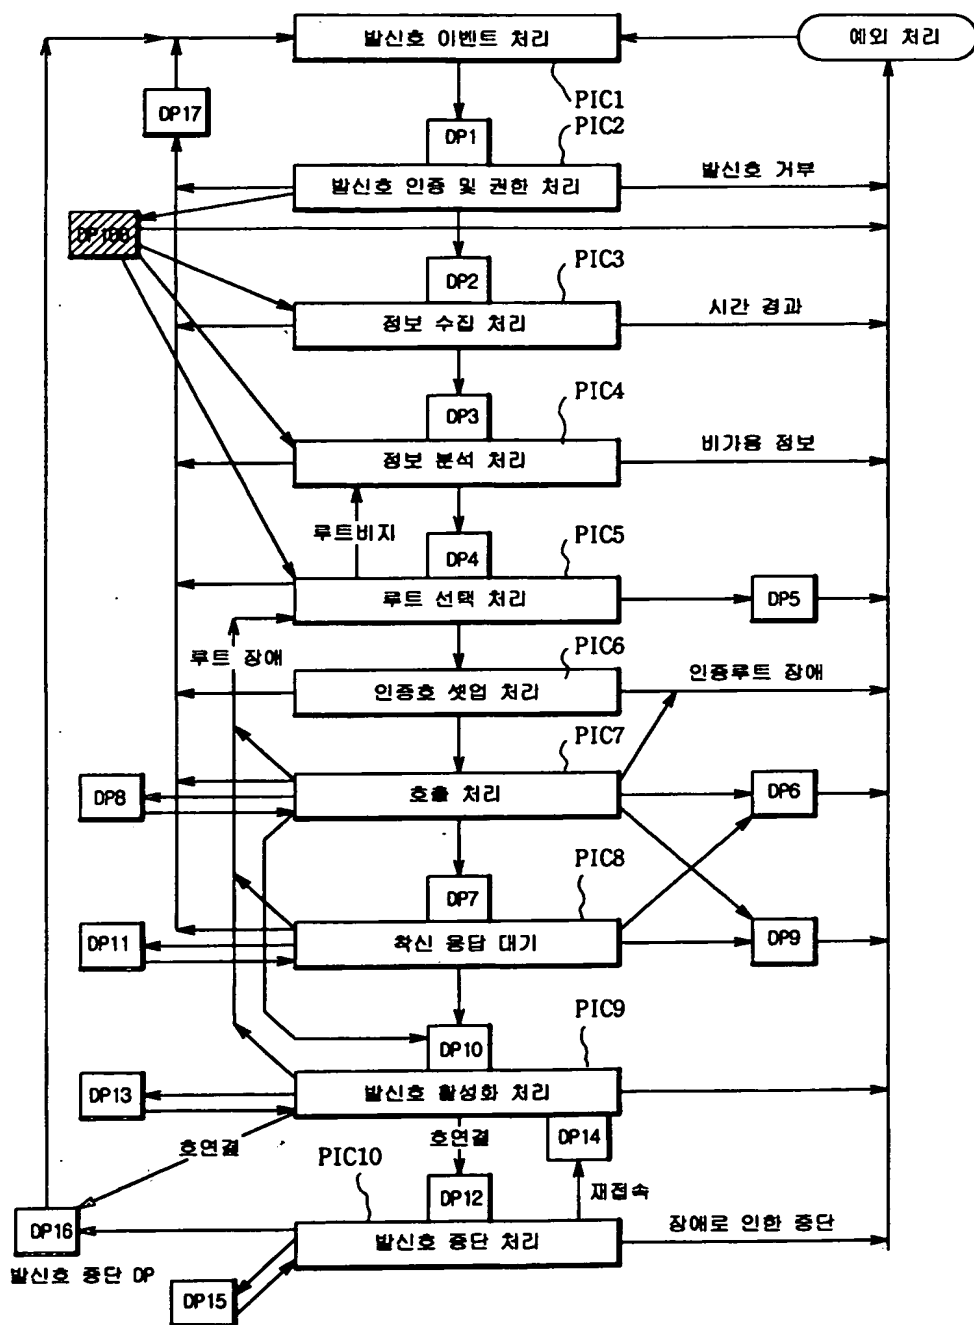 발신호 이벤트 처리
예외 처리
PIC1
DP17
DP1
PIC2
발신호 인증 및 권한 처리
발신호 거부
DP100
DP2
PIC3
정보 수집 처리
시간 경과
DP3
PIC4
정보 분석 처리
비가용 정보
루트비지
DP4
PIC5
루트 선택 처리
DP5
루트 장애
PIC6
인증호 셋업 처리
인증루트 장애
PIC7
DP8
호출 처리
DP6
PIC8
DP7
DP11
착신 응답 대기
DP9
PIC9
DP10
DP13
발신호 활성화 처리
호연결
호연결
DP14
PIC10
DP12
재접속
DP16
발신호 중단 처리
장애로 인한 중단
발신호 중단 DP
DP15